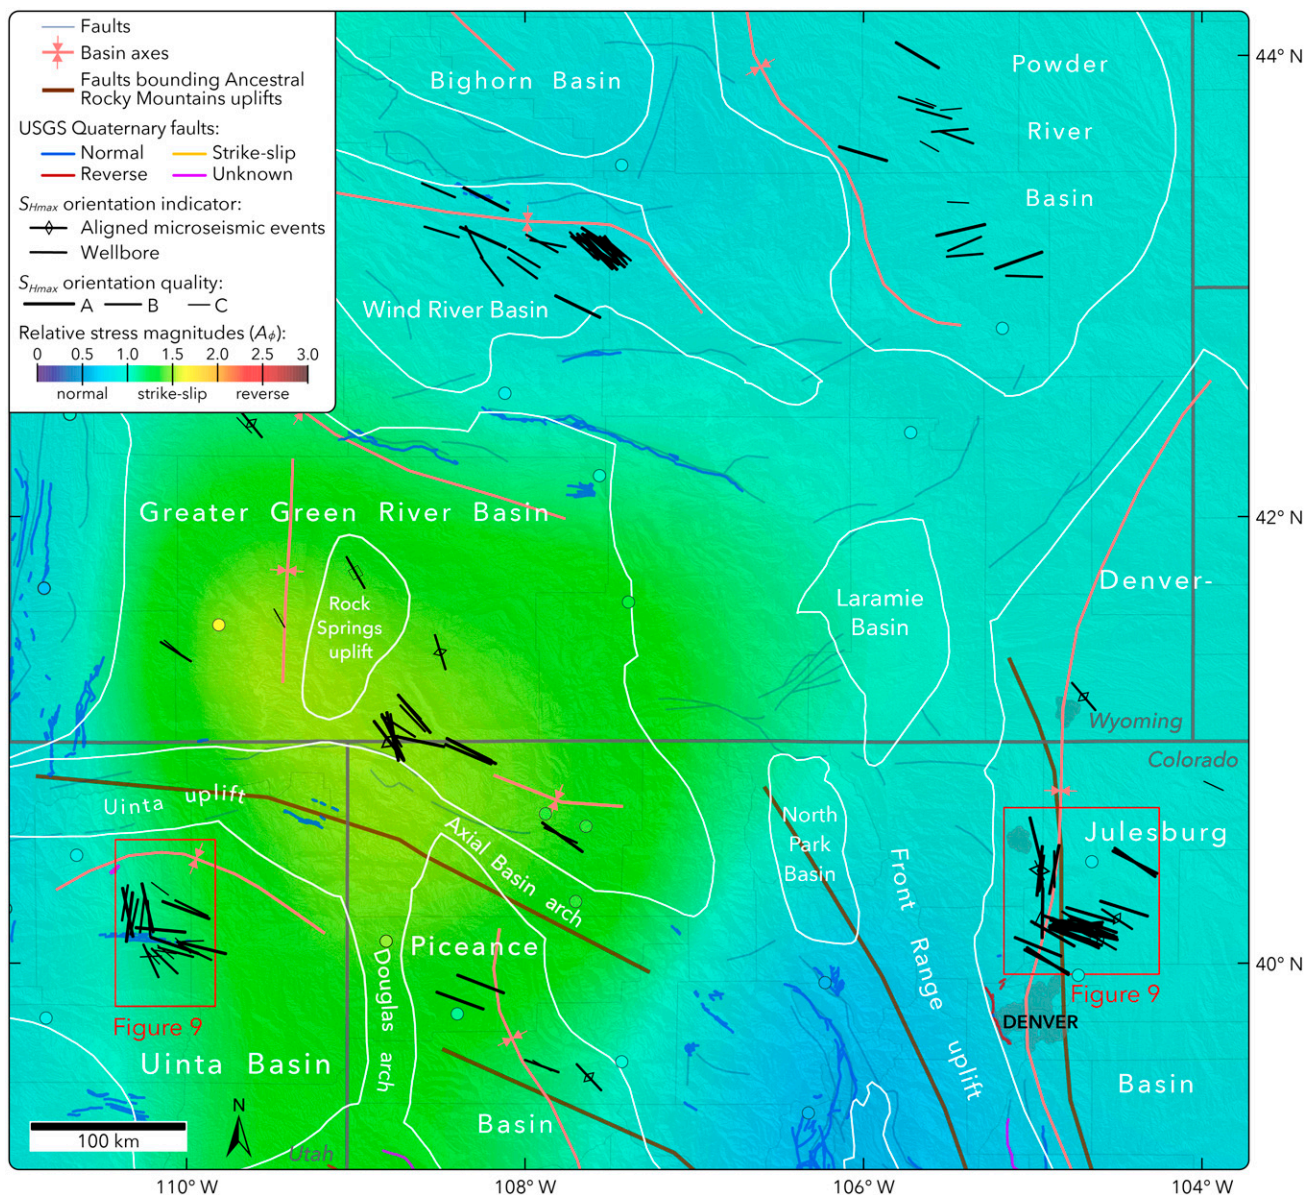 Faults
Basin axes
Faults bounding Ancestral
Rocky Mountains uplifts
USGS Quaternary faults:
Normal Strike-slip
Reverse Unknown
SHmax orientation indicator:
Aligned microseismic events
Wellbore
SHmax orientation quality:
A B C
Relative stress magnitudes (Aϕ):
0 0.5 1.0 1.5 2.0 2.5 3.0
normal strike-slip reverse
Bighorn Basin
Powder
River
Basin
44° N
Wind River Basin
Greater Green River Basin
42° N
Denver-
Rock
Springs
uplift
Laramie
Basin
Wyoming
Colorado
Uinta uplift
Axial Basin arch
North
Park
Basin
Front Range uplift
Julesburg
Piceance
Douglas arch
40° N
Figure 9
Figure 9
DENVER
Uinta Basin
Basin
Basin
N
100 km
Utah
110° W
108° W
106° W
104° W